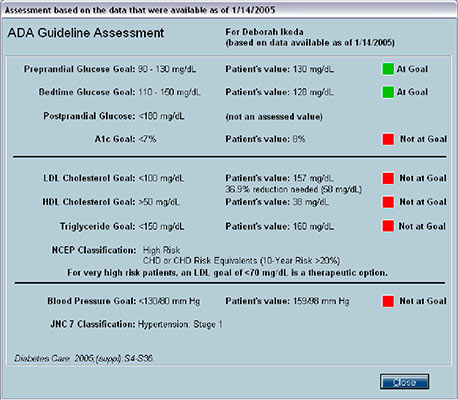 Assessment based on the data that were available as of 1/14/2005
ADA Guideline Assessment
For Deborah Ikeda
(based on data available as of 1/14/2005)
Preprandial Glucose Goal: 90 - 130 mg/dL Patient's value: 130 mg/dL At Goal
Bedtime Glucose Goal: 110 - 150 mg/dL Patient's value: 128 mg/dL At Goal
Postprandial Glucose: <180 mg/dL (not an assessed value)
A1c Goal: <7% Patient's value: 8% Not at Goal
LDL Cholesterol Goal: <100 mg/dL Patient's value: 157 mg/dL Not at Goal
36.9% reduction needed (58 mg/dL)
HDL Cholesterol Goal: >50 mg/dL Patient's value: 38 mg/dL Not at Goal
Triglyceride Goal: <150 mg/dL Patient's value: 160 mg/dL Not at Goal
NCEP Classification: High Risk
CHD or CHD Risk Equivalents (10-Year Risk >20%)
For very high risk patients, an LDL goal of <70 mg/dL is a therapeutic option.
Blood Pressure Goal: <130/80 mm Hg Patient's value: 159/98 mm Hg Not at Goal
JNC 7 Classification: Hypertension: Stage 1
Diabetes Care. 2005;(suppl):S4-S36.
Close